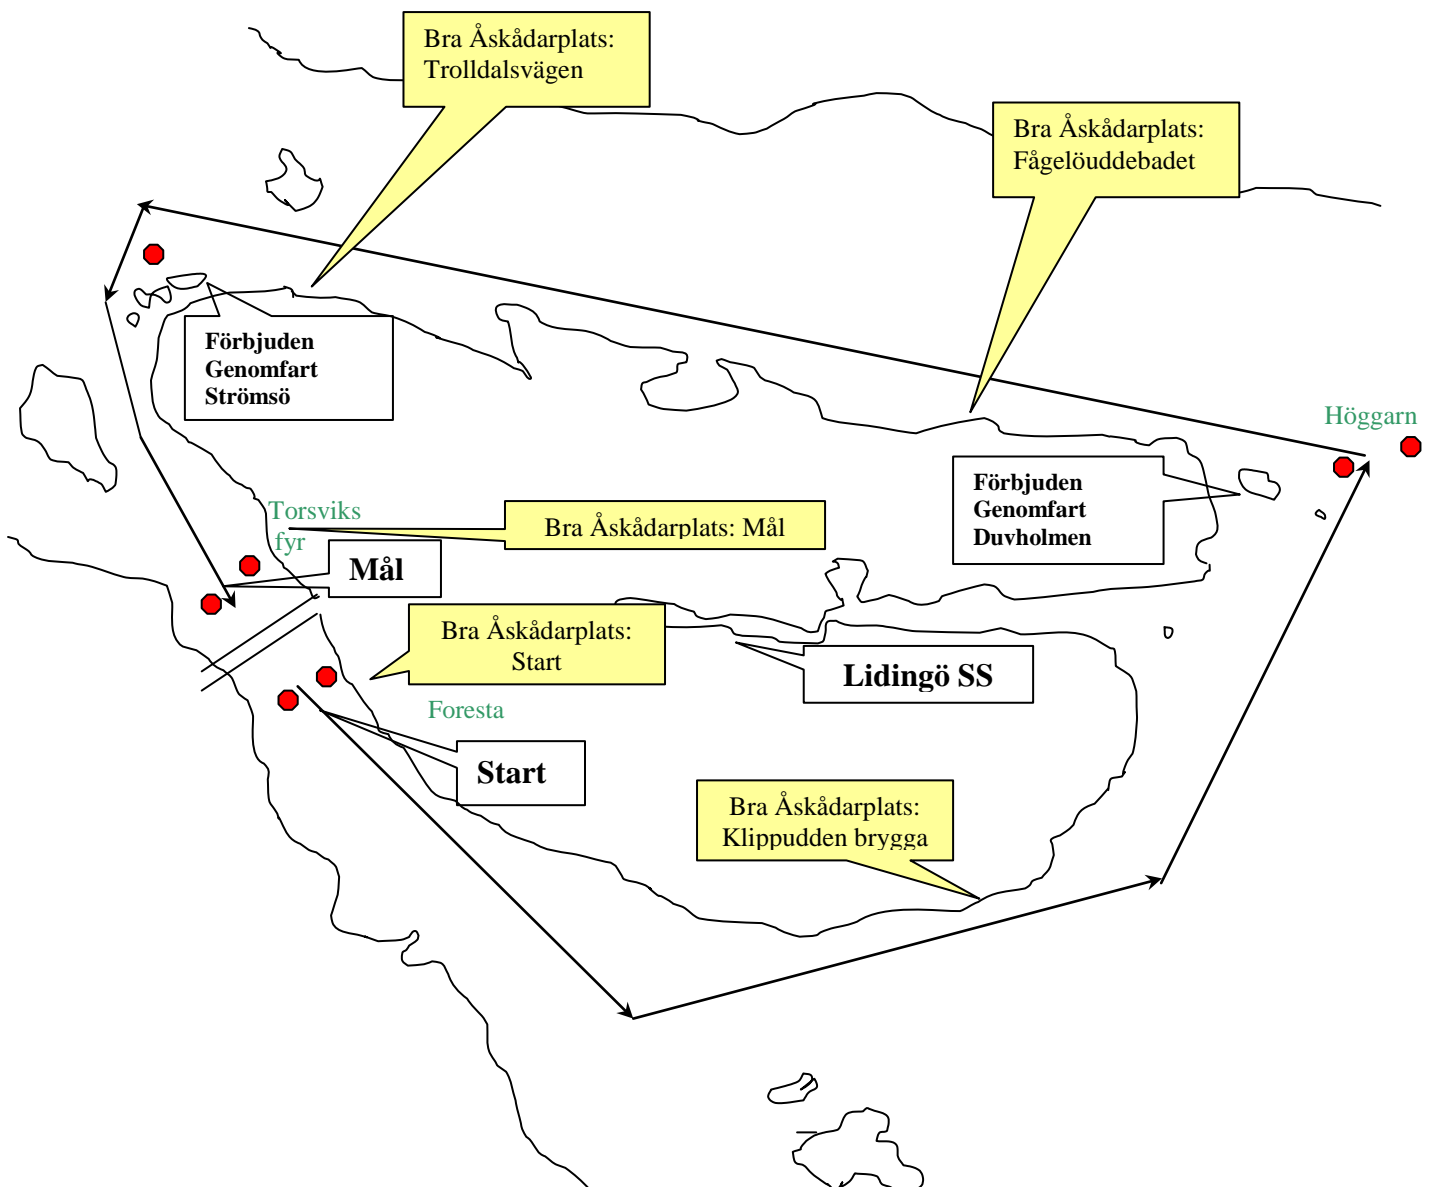 Bra Åskådarplats:
Trolldalsvägen
Bra Åskådarplats:
Fågelöuddebadet
Förbjuden
Genomfart
Strömsö
Höggarn
Förbjuden
Genomfart
Duvholmen
Torsviks
fyr
Bra Åskådarplats: Mål
Mål
Bra Åskådarplats:
Start
Lidingö SS
Foresta
Start
Bra Åskådarplats:
Klippudden brygga